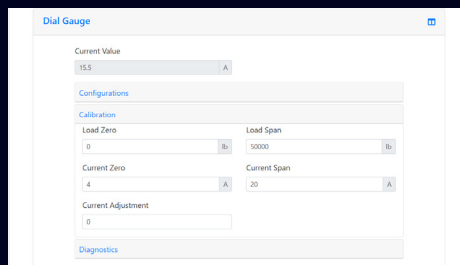 Dial Gauge
Current Value
15.5 A
Configurations
Calibration
Load Zero Load Span
0 lb 50000 lb
Current Zero Current Span
4 A 20 A
Current Adjustment
0
Diagnostics